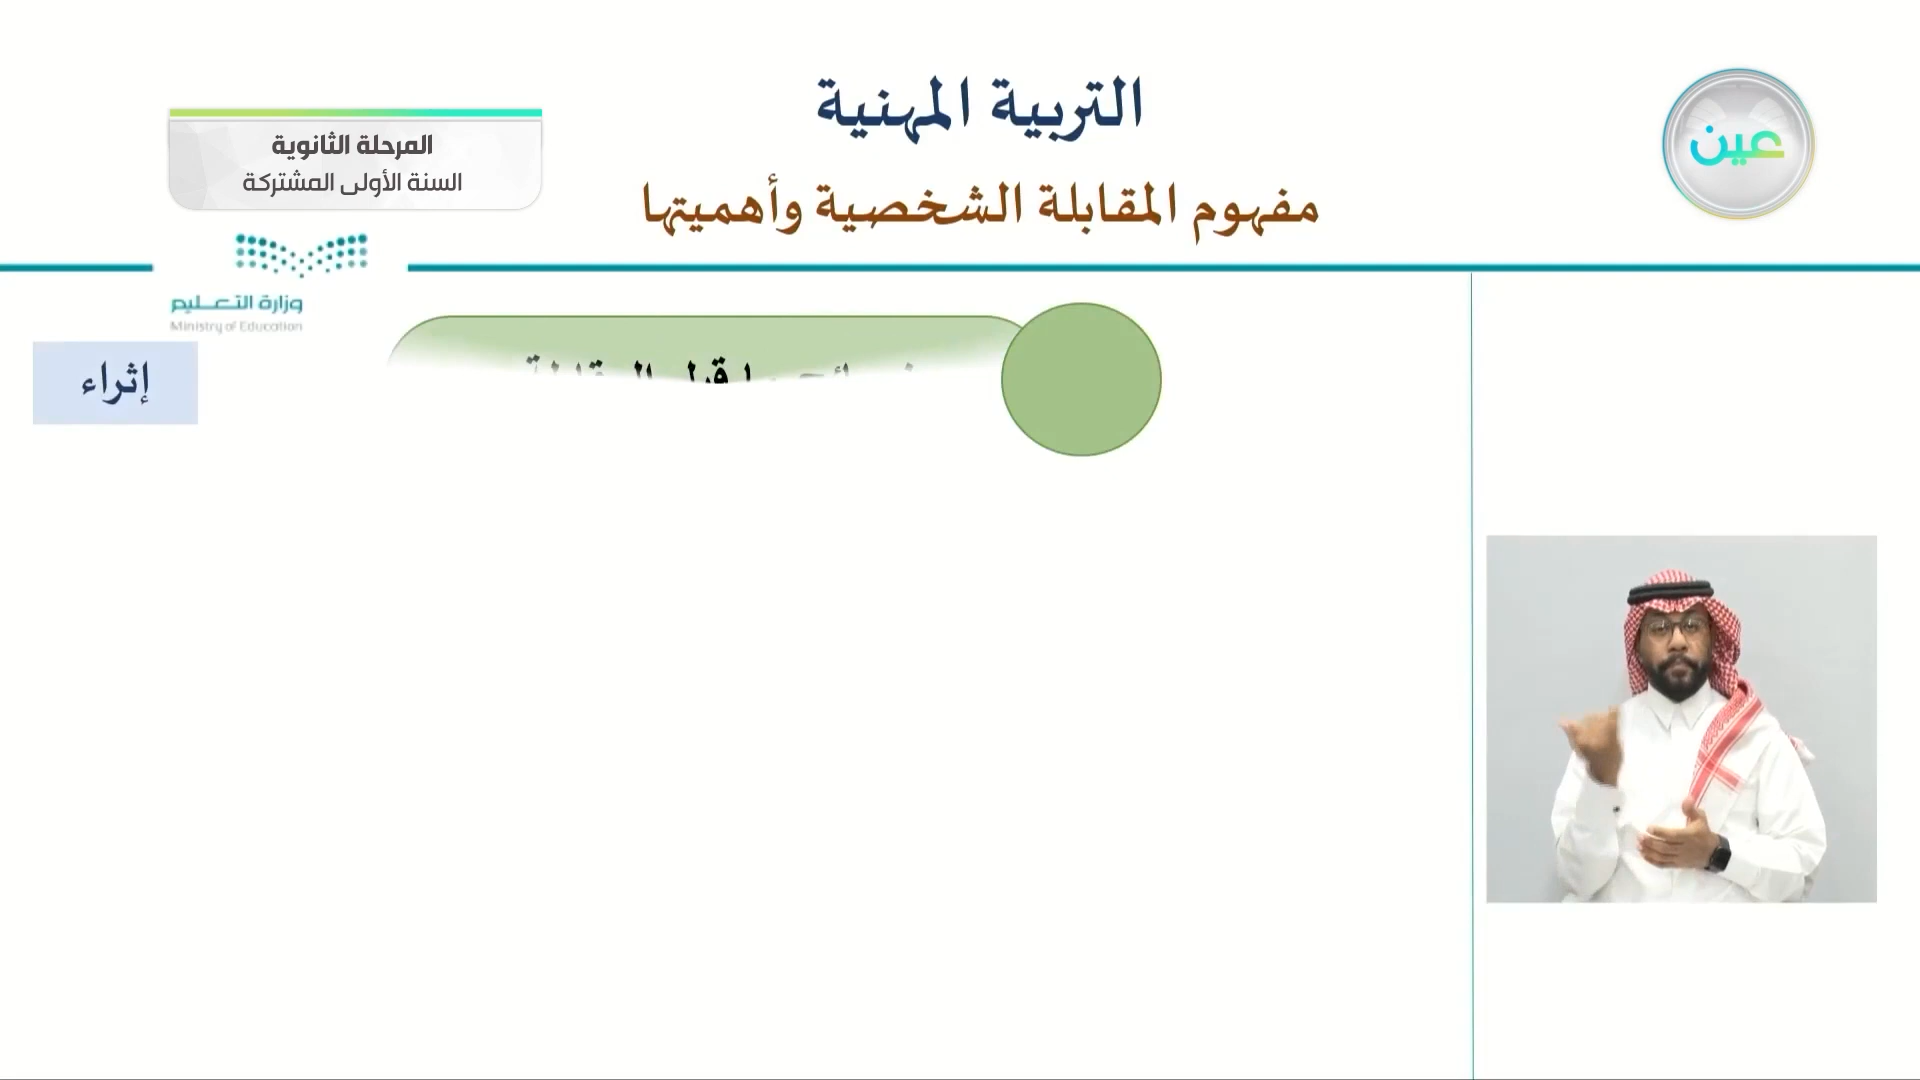 التربية المهنية
مفهوم المقابلة الشخصية وأهميتها
عين
المرحلة الثانوية
السنة الأولى المشتركة
وزارة التعليم
Ministry of Education
إثراء